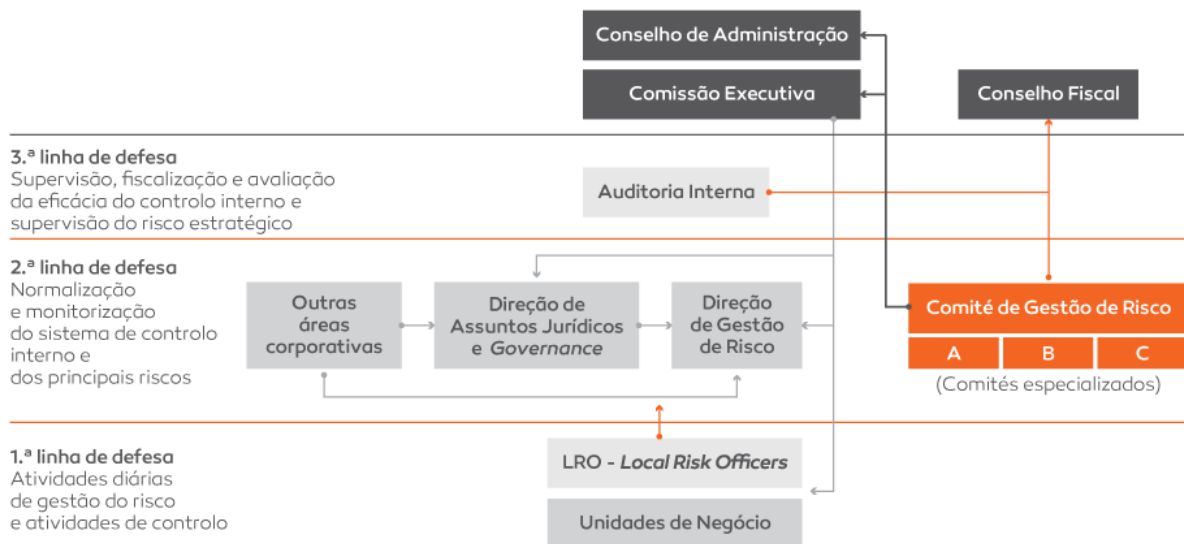 Conselho de Administração
Comissão Executiva
Conselho Fiscal
3.ª linha de defesa
Supervisão, fiscalização e avaliação
da eficácia do controlo interno e
supervisão do risco estratégico
Auditoria Interna
2.ª linha de defesa
Normalização
e monitorização
do sistema de controlo
interno e
dos principais riscos
Outras
áreas
corporativas
Direção de
Assuntos Jurídicos
e Governance
Direção
de Gestão
de Risco
Comité de Gestão de Risco
A
B
C
(Comités especializados)
1.ª linha de defesa
Atividades diárias
de gestão do risco
e atividades de controlo
LRO - Local Risk Officers
Unidades de Negócio